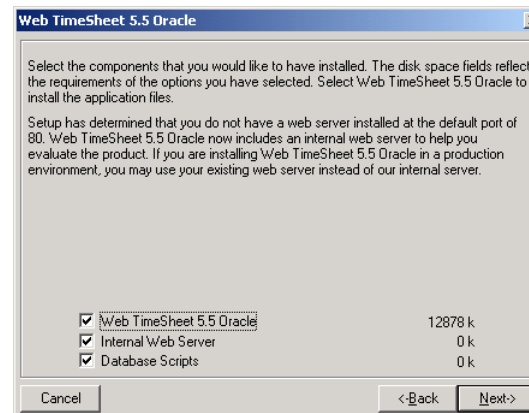 Web TimeSheet 5.5 Oracle
Select the components that you would like to have installed. The disk space fields reflect
the requirements of the options you have selected. Select Web TimeSheet 5.5 Oracle to
install the application files.
Setup has determined that you do not have a web server installed at the default port of
80. Web TimeSheet 5.5 Oracle now includes an internal web server to help you
evaluate the product. If you are installing Web TimeSheet 5.5 Oracle in a production
environment, you may use your existing web server instead of our internal server.
Web TimeSheet 5.5 Oracle 12878 k
Internal Web Server 0 k
Database Scripts 0 k
Cancel <-Back Next->